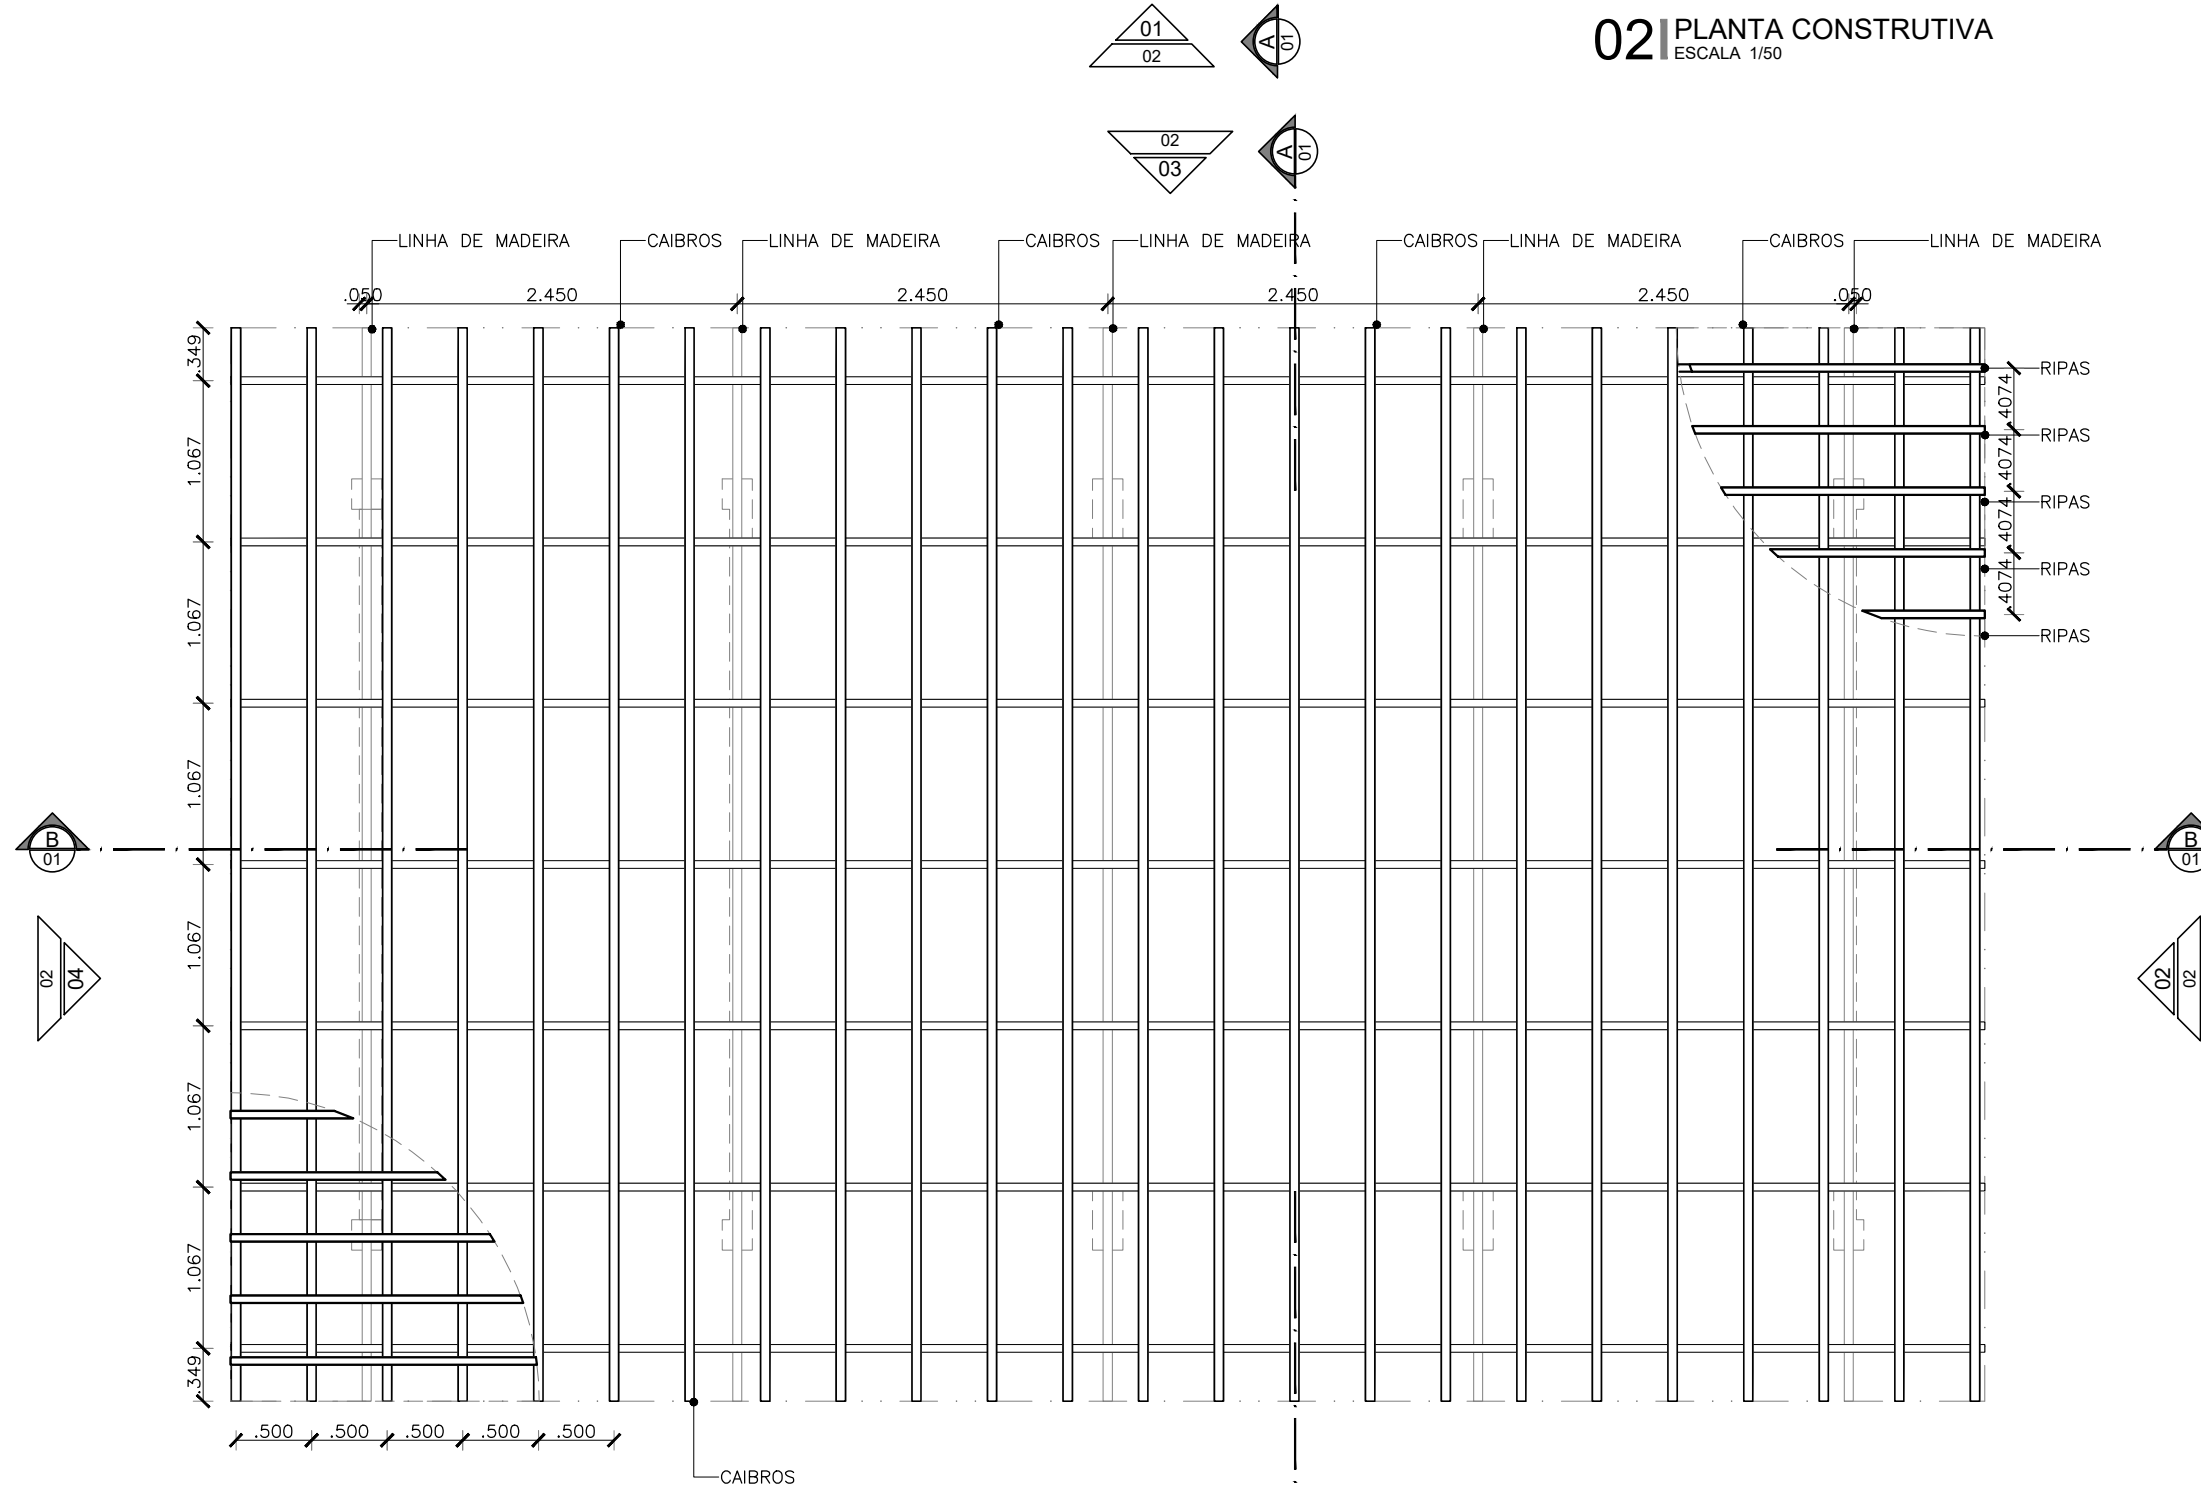 01
02
A
01
02
PLANTA CONSTRUTIVA
ESCALA 1/50
02
03
A
01
LINHA DE MADEIRA
CAIBROS
LINHA DE MADEIRA
CAIBROS
LINHA DE MADEIRA
CAIBROS
LINHA DE MADEIRA
CAIBROS
LINHA DE MADEIRA
.050
2.450
2.450
2.450
2.450
.050
.349
1.067
1.067
1.067
1.067
1.067
1.067
.349
.4074
.4074
.4074
.4074
RIPAS
RIPAS
RIPAS
RIPAS
RIPAS
B
01
B
01
02
04
02
02
.500
.500
.500
.500
.500
CAIBROS